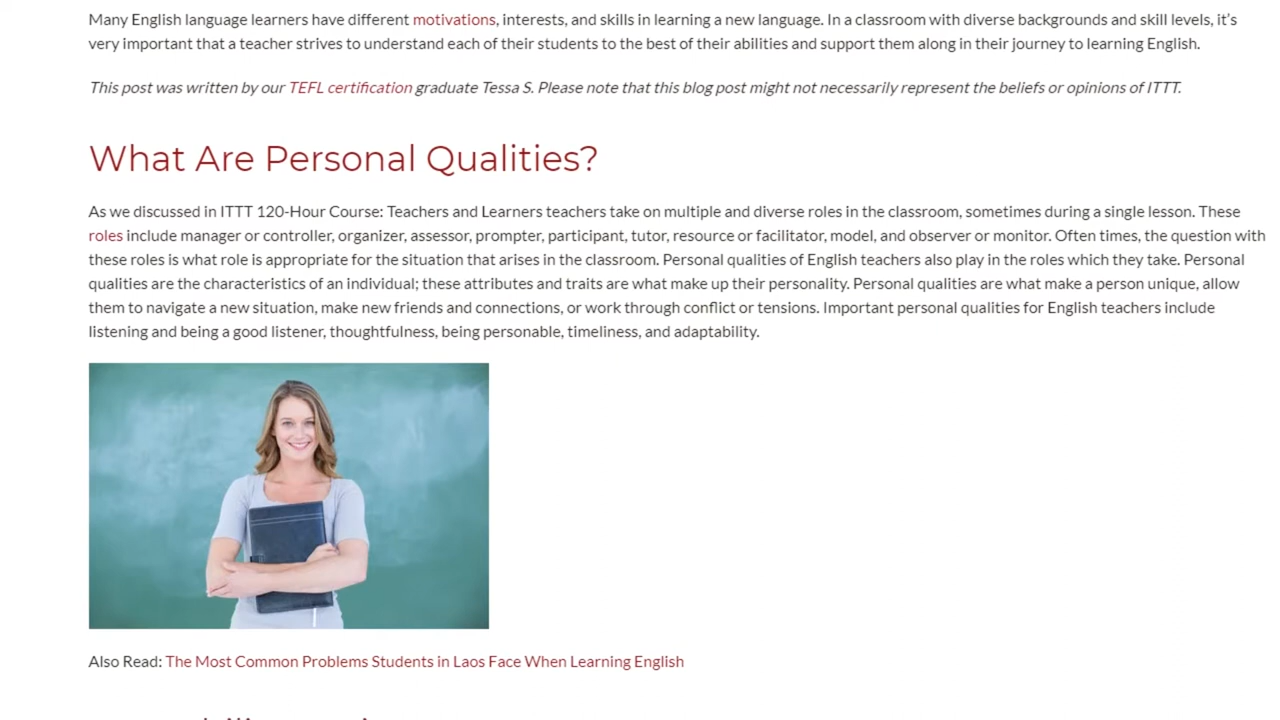 Many English language learners have different motivations, interests, and skills in learning a new language. In a classroom with diverse backgrounds and skill levels, it's
very important that a teacher strives to understand each of their students to the best of their abilities and support them along in their journey to learning English.
This post was written by our TEFL certification graduate Tessa S. Please note that this blog post might not necessarily represent the beliefs or opinions of ITTT.
What Are Personal Qualities?
As we discussed in ITTT 120-Hour Course: Teachers and Learners teachers take on multiple and diverse roles in the classroom, sometimes during a single lesson. These
roles include manager or controller, organizer, assessor, prompter, participant, tutor, resource or facilitator, model, and observer or monitor. Often times, the question with
these roles is what role is appropriate for the situation that arises in the classroom. Personal qualities of English teachers also play in the roles which they take. Personal
qualities are the characteristics of an individual; these attributes and traits are what make up their personality. Personal qualities are what make a person unique, allow
them to navigate a new situation, make new friends and connections, or work through conflict or tensions. Important personal qualities for English teachers include
listening and being a good listener, thoughtfulness, being personable, timeliness, and adaptability.
Also Read: The Most Common Problems Students in Laos Face When Learning English